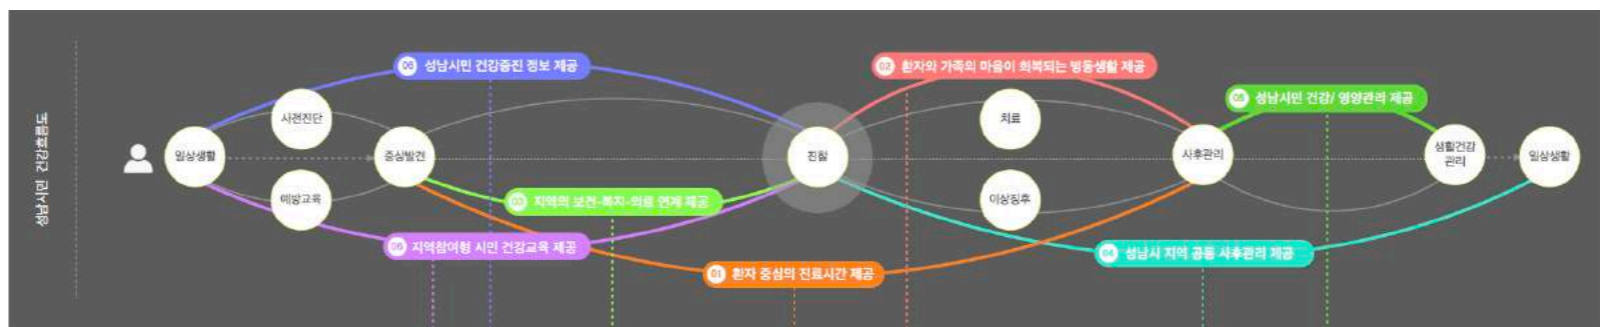 성남시민 건강흐름도
06 성남시민 건강증진 정보 제공
02 환자와 가족의 마음이 회복되는 병동생활 제공
05 성남시민 건강/ 영양관리 제공
사전진단
치료
일상생활
증상발견
진찰
사후관리
생활건강
관리
일상생활
예방교육
이상징후
03 지역의 보건-복지-의료 연계 제공
06 지역참여형 시민 건강교육 제공
04 성남시 지역 공동 사후관리 제공
01 환자 중심의 진료시간 제공